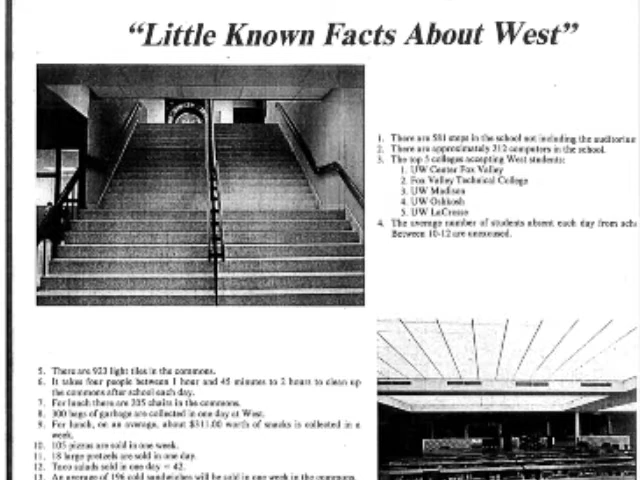 "Little Known Facts About West"
1. There are 581 steps in the school not including the auditorium
2. There are approximately 212 computers in the school.
3. The top 5 colleges accepting West students:
1. UW Center Fox Valley
2. Fox Valley Technical College
3. UW Madison
4. UW Oshkosh
5. UW LaCrosse
4. The average number of students absent each day from
Between 10-12 are unexcused.
5. There are 923 light tiles in the commons.
6. It takes four people between 1 hour and 45 minutes to 2 hours to clean up
the commons after school each day.
7. For lunch there are 205 chairs in the commons.
8. 300 bags of garbage are collected in one day at West.
9. For lunch, on an average, about $311.00 worth of snacks is collected in a
week.
10. 105 pizzas are sold in one week.
11. 18 large pretzels are sold in one day.
12. Taco salads sold in one day = 42.
13. An average of 196 cold sandwiches will be sold in one week in the commons.